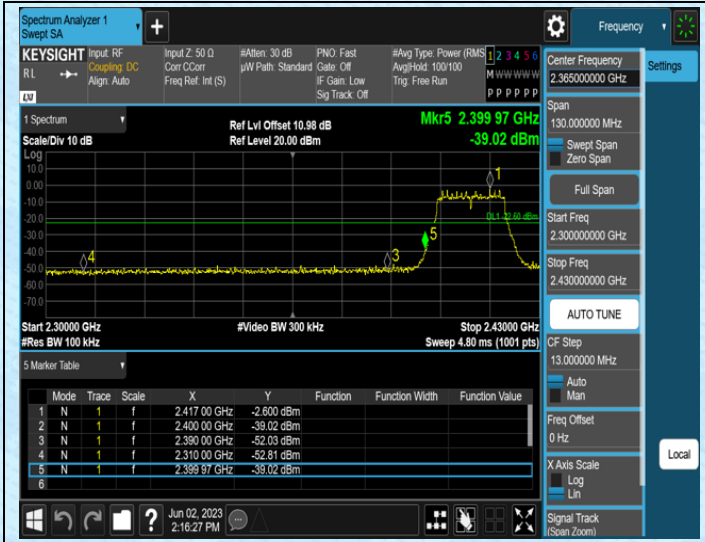 Spectrum Analyzer 1
Swept SA
+
Frequency
KEYSIGHT
RL
LXI
Input: RF
Coupling: DC
Align: Auto
Input Z: 50 Ω
Corr CCorr
Freq Ref: Int (S)
#Atten: 30 dB
µW Path: Standard
PNO: Fast
Gate: Off
IF Gain: Low
Sig Track: Off
#Avg Type: Power (RMS
Avg|Hold: 100/100
Trig: Free Run
1 2 3 4 5 6
M W W W W W
P P P P P P
1 Spectrum
Scale/Div 10 dB
Ref Lvl Offset 10.98 dB
Ref Level 20.00 dBm
Mkr5 2.399 97 GHz
-39.02 dBm
Log
10.0
0.00
-10.0
-20.0
-30.0
-40.0
-50.0
-60.0
-70.0
1
DL1 -22.60 dBm
5
4
3
Start 2.30000 GHz
#Video BW 300 kHz
Stop 2.43000 GHz
#Res BW 100 kHz
Sweep 4.80 ms (1001 pts)
5 Marker Table
Mode Trace Scale X Y Function Function Width Function Value
1 N 1 f 2.417 00 GHz -2.600 dBm
2 N 1 f 2.400 00 GHz -39.02 dBm
3 N 1 f 2.390 00 GHz -52.03 dBm
4 N 1 f 2.310 00 GHz -52.81 dBm
5 N 1 f 2.399 97 GHz -39.02 dBm
6
?
Jun 02, 2023
2:16:27 PM
Center Frequency
2.365000000 GHz
Span
130.000000 MHz
Swept Span
Zero Span
Full Span
Start Freq
2.300000000 GHz
Stop Freq
2.430000000 GHz
AUTO TUNE
CF Step
13.000000 MHz
Auto
Man
Freq Offset
0 Hz
X Axis Scale
Log
Lin
Signal Track
(Span Zoom)
Settings
Local